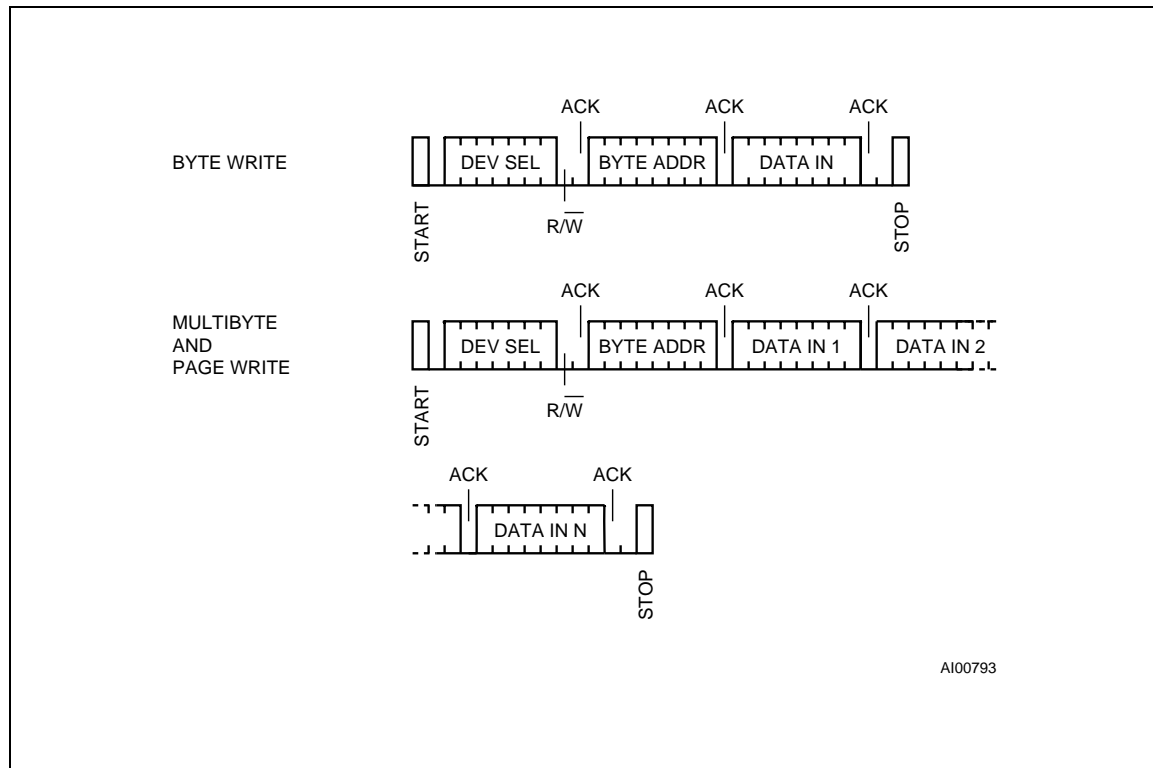 ACK ACK ACK
BYTE WRITE DEV SEL BYTE ADDR DATA IN
R/W̅
START STOP
ACK ACK ACK
MULTIBYTE
AND
PAGE WRITE
DEV SEL BYTE ADDR DATA IN 1 DATA IN 2
R/W̅
START
ACK ACK
DATA IN N
STOP
AI00793